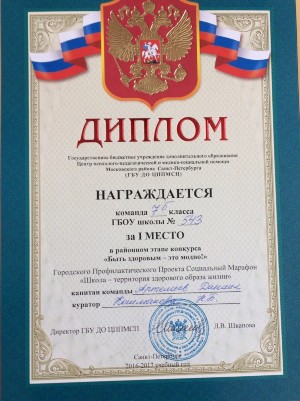 ДИПЛОМ
Государственное бюджетное учреждение дополнительного образования
Центр психолого-педагогической и медико-социальной помощи
Московского района Санкт-Петербурга
(ГБУ ДО ЦППМСП)
НАГРАЖДАЕТСЯ
команда 7б класса
ГБОУ школы № 543
за I МЕСТО
в районном этапе конкурса
«Быть здоровым – это модно!»
Городского Профилактического Проекта Социальный Марафон
«Школа – территория здорового образа жизни»
капитан команды Артемьев Даниил
куратор Н.В.
Директор ГБУ ДО ЦППМСП Л.В. Шкапова
Санкт-Петербург
2016-2017 учебный год